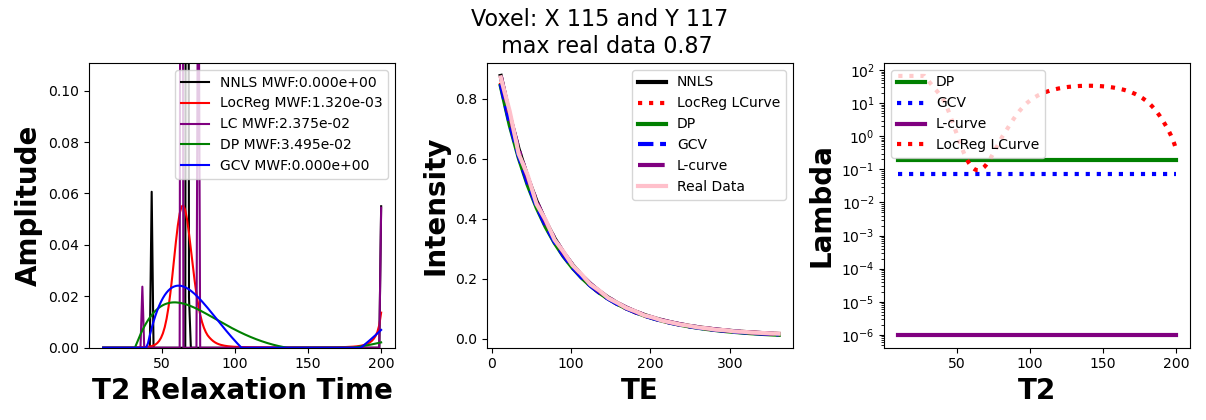 Voxel: X 115 and Y 117
max real data 0.87
Amplitude
0.10
0.08
0.06
0.04
0.02
0.00
NNLS MWF:0.000e+00
LocReg MWF:1.320e-03
LC MWF:2.375e-02
DP MWF:3.495e-02
GCV MWF:0.000e+00
50 100 150 200
T2 Relaxation Time
Intensity
0.8
0.6
0.4
0.2
0.0
NNLS
LocReg LCurve
DP
GCV
L-curve
Real Data
0 100 200 300
TE
Lambda
10²
10¹
10⁰
10⁻¹
10⁻²
10⁻³
10⁻⁴
10⁻⁵
10⁻⁶
DP
GCV
L-curve
LocReg LCurve
50 100 150 200
T2